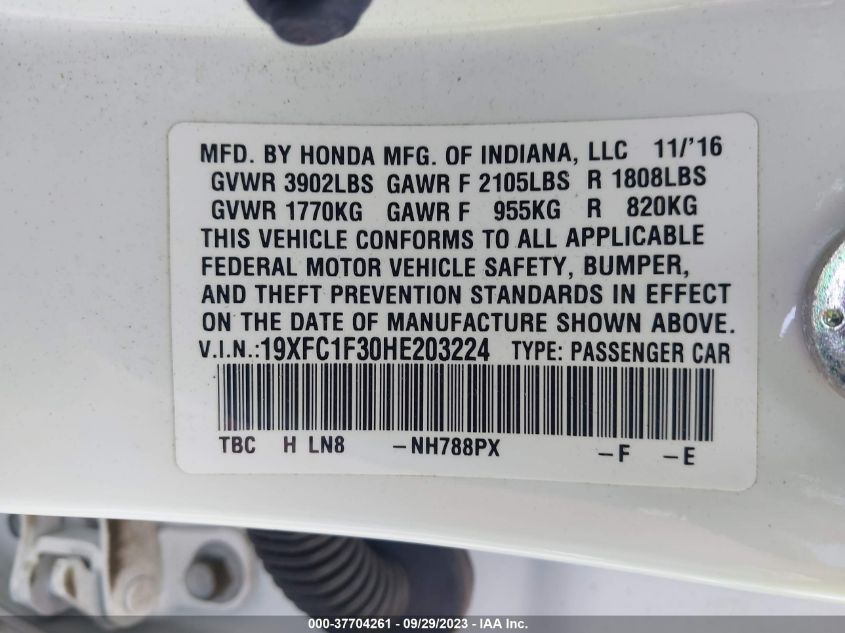 MFD. BY HONDA MFG. OF INDIANA, LLC 11/'16
GVWR 3902LBS GAWR F 2105LBS R 1808LBS
GVWR 1770KG GAWR F 955KG R 820KG
THIS VEHICLE CONFORMS TO ALL APPLICABLE
FEDERAL MOTOR VEHICLE SAFETY, BUMPER,
AND THEFT PREVENTION STANDARDS IN EFFECT
ON THE DATE OF MANUFACTURE SHOWN ABOVE.
V.I.N.:19XFC1F30HE203224 TYPE: PASSENGER CAR
TBC H LN8 -NH788PX -F -E
000-37704261 - 09/29/2023 - IAA Inc.